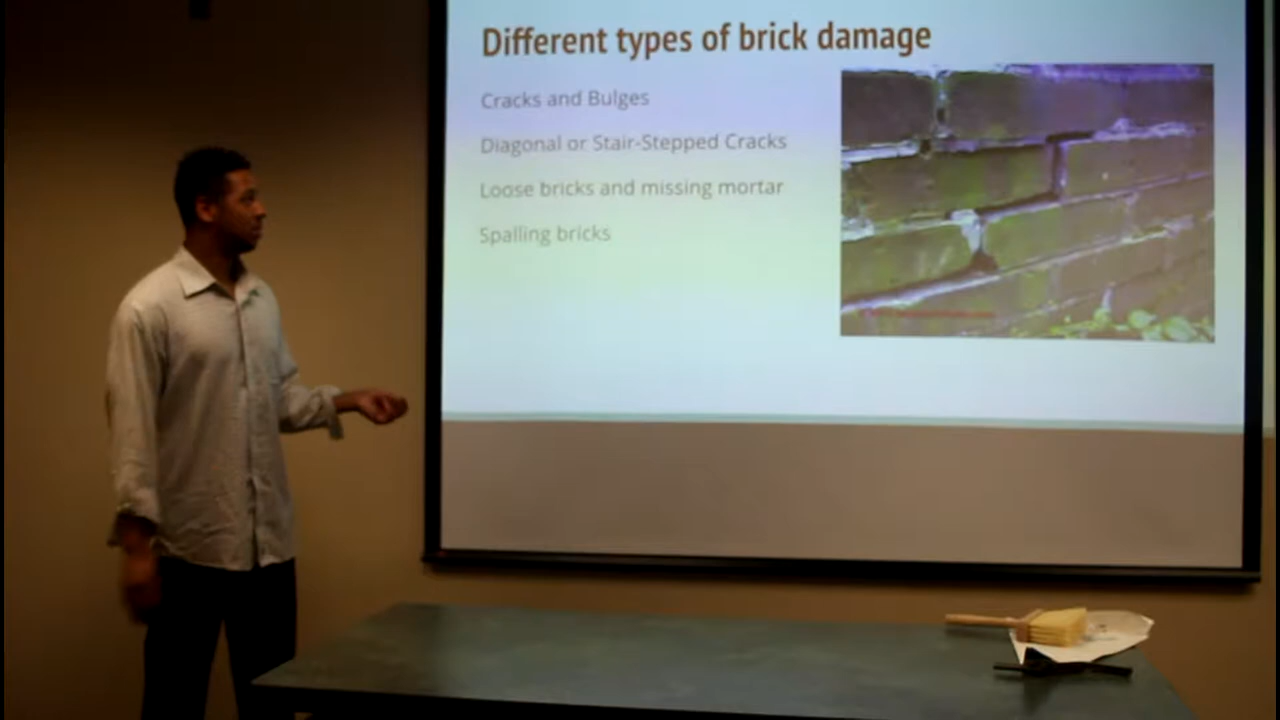 Different types of brick damage
Cracks and Bulges
Diagonal or Stair-Stepped Cracks
Loose bricks and missing mortar
Spalling bricks